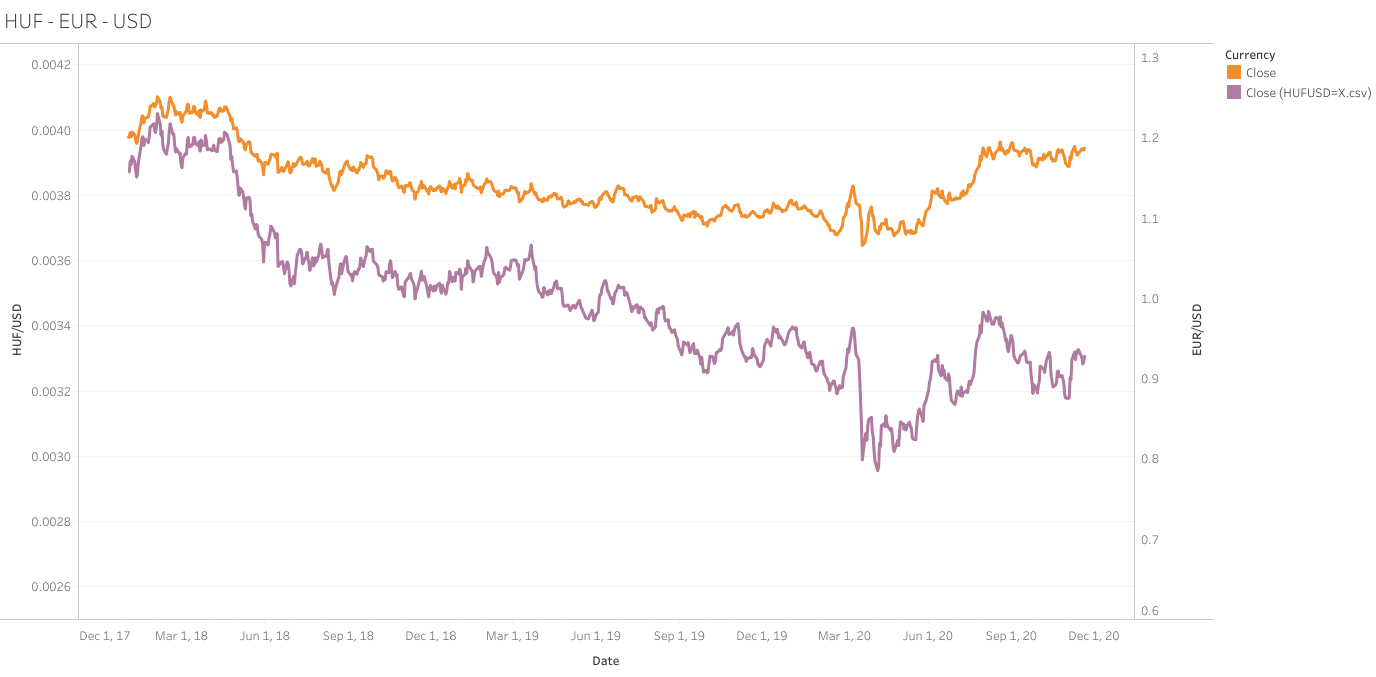 HUF - EUR - USD
Currency
Close
Close (HUFUSD=X.csv)
HUF/USD
0.0042
0.0040
0.0038
0.0036
0.0034
0.0032
0.0030
0.0028
0.0026
1.3
1.2
1.1
1.0
0.9
0.8
0.7
0.6
EUR/USD
Dec 1, 17 Mar 1, 18 Jun 1, 18 Sep 1, 18 Dec 1, 18 Mar 1, 19 Jun 1, 19 Sep 1, 19 Dec 1, 19 Mar 1, 20 Jun 1, 20 Sep 1, 20 Dec 1, 20
Date